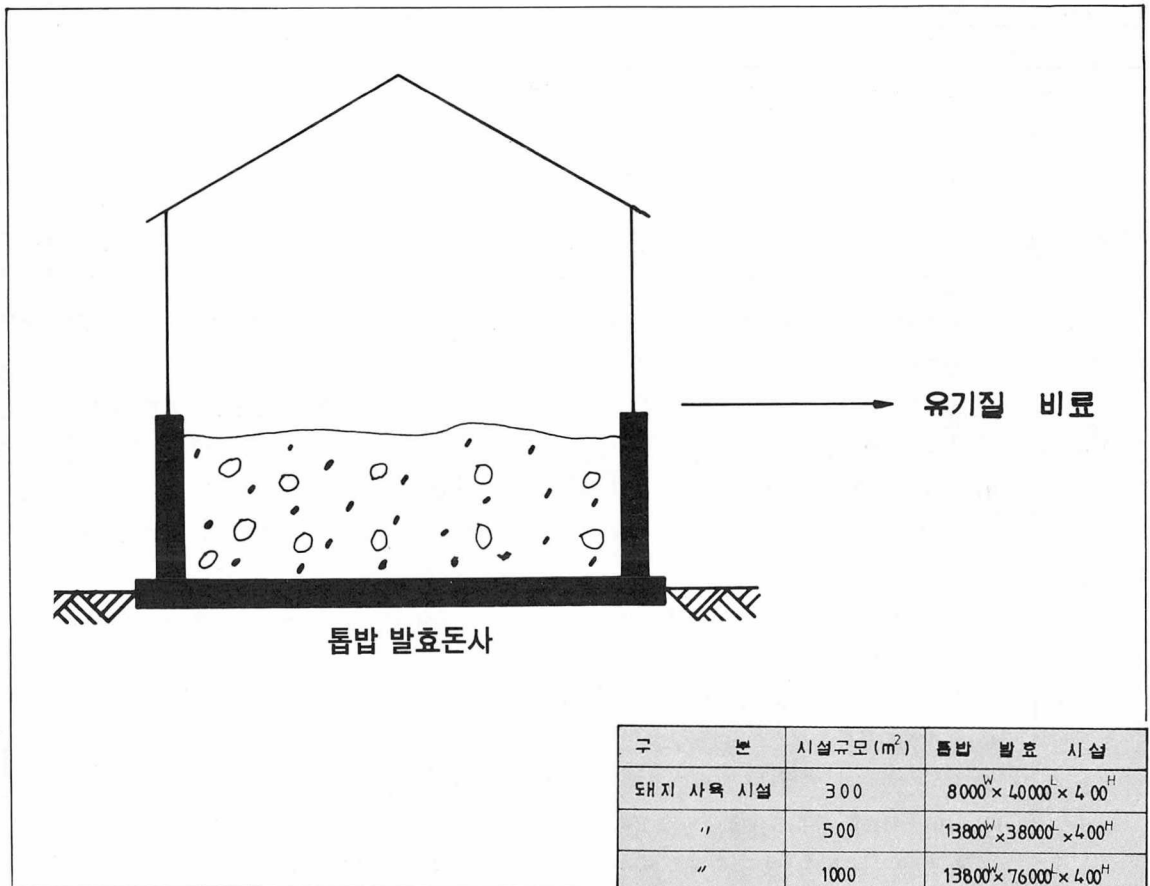 유기질 비료
톱밥 발효돈사
구 분 시설규모(m²) 톱밥 발효 시설
돼지 사육 시설 300 8000ᵂ×40000ᴸ×400ᴴ
〃 500 13800ᵂ×38000ᴸ×400ᴴ
〃 1000 13800ᵂ×76000ᴸ×400ᴴ